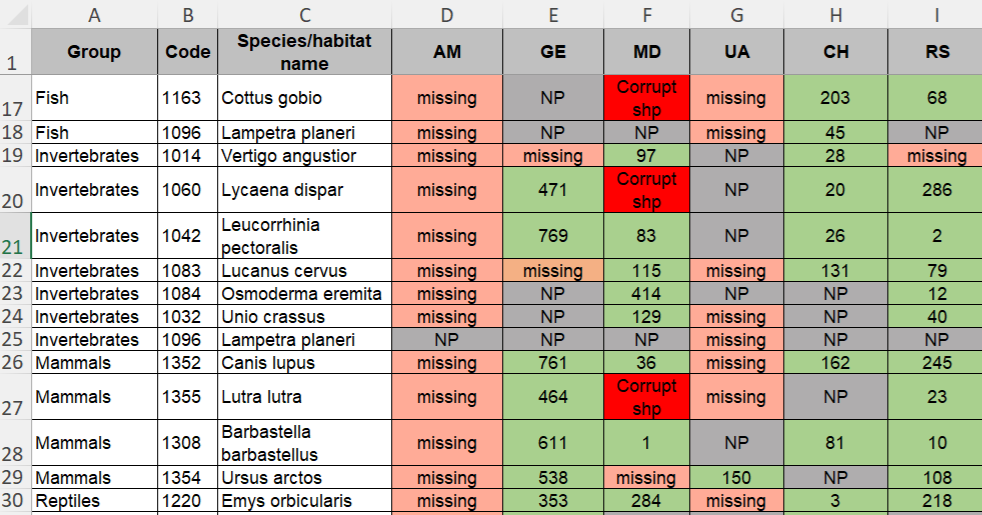 A B C D E F G H I
1 Group Code Species/habitat name AM GE MD UA CH RS
17 Fish 1163 Cottus gobio missing NP Corrupt shp missing 203 68
18 Fish 1096 Lampetra planeri missing NP NP missing 45 NP
19 Invertebrates 1014 Vertigo angustior missing missing 97 NP 28 missing
20 Invertebrates 1060 Lycaena dispar missing 471 Corrupt shp NP 20 286
21 Invertebrates 1042 Leucorrhinia pectoralis missing 769 83 NP 26 2
22 Invertebrates 1083 Lucanus cervus missing missing 115 missing 131 79
23 Invertebrates 1084 Osmoderma eremita missing NP 414 NP NP 12
24 Invertebrates 1032 Unio crassus missing NP 129 missing NP 40
25 Invertebrates 1096 Lampetra planeri NP NP NP missing NP NP
26 Mammals 1352 Canis lupus missing 761 36 missing 162 245
27 Mammals 1355 Lutra lutra missing 464 Corrupt shp missing NP 23
28 Mammals 1308 Barbastella barbastellus missing 611 1 NP 81 10
29 Mammals 1354 Ursus arctos missing 538 missing 150 NP 108
30 Reptiles 1220 Emys orbicularis missing 353 284 missing 3 218